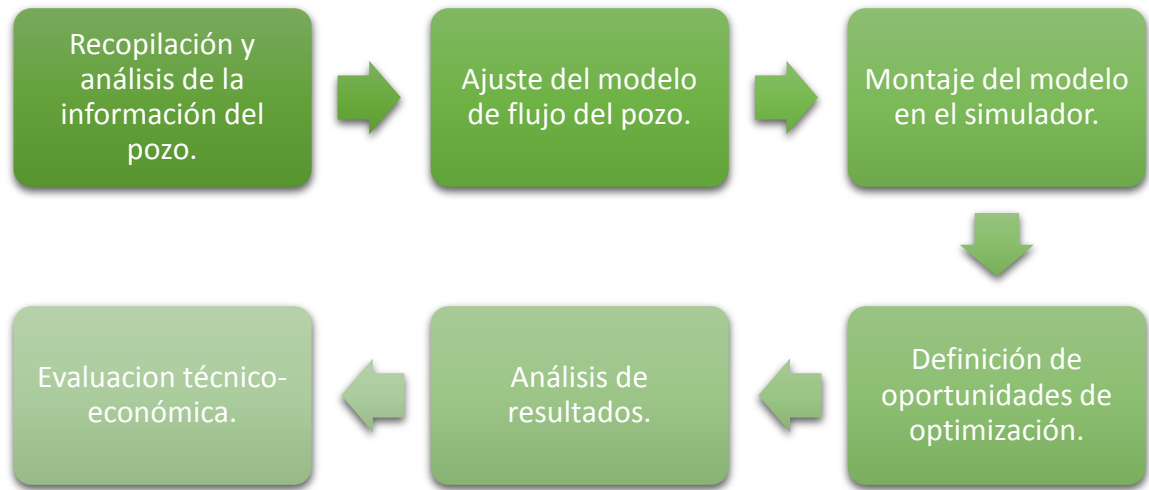 Recopilación y
análisis de la
información del
pozo.
Ajuste del modelo
de flujo del pozo.
Montaje del modelo
en el simulador.
Definición de
oportunidades de
optimización.
Análisis de
resultados.
Evaluacion técnico-
económica.